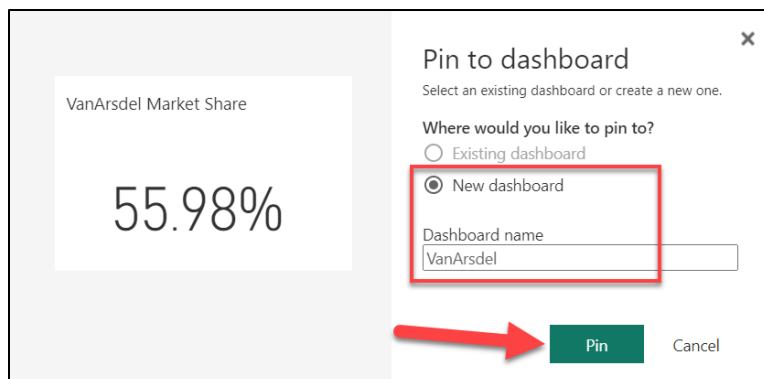 VanArsdel Market Share
55.98%
Pin to dashboard
Select an existing dashboard or create a new one.
Where would you like to pin to?
Existing dashboard
New dashboard
Dashboard name
VanArsdel
Pin
Cancel